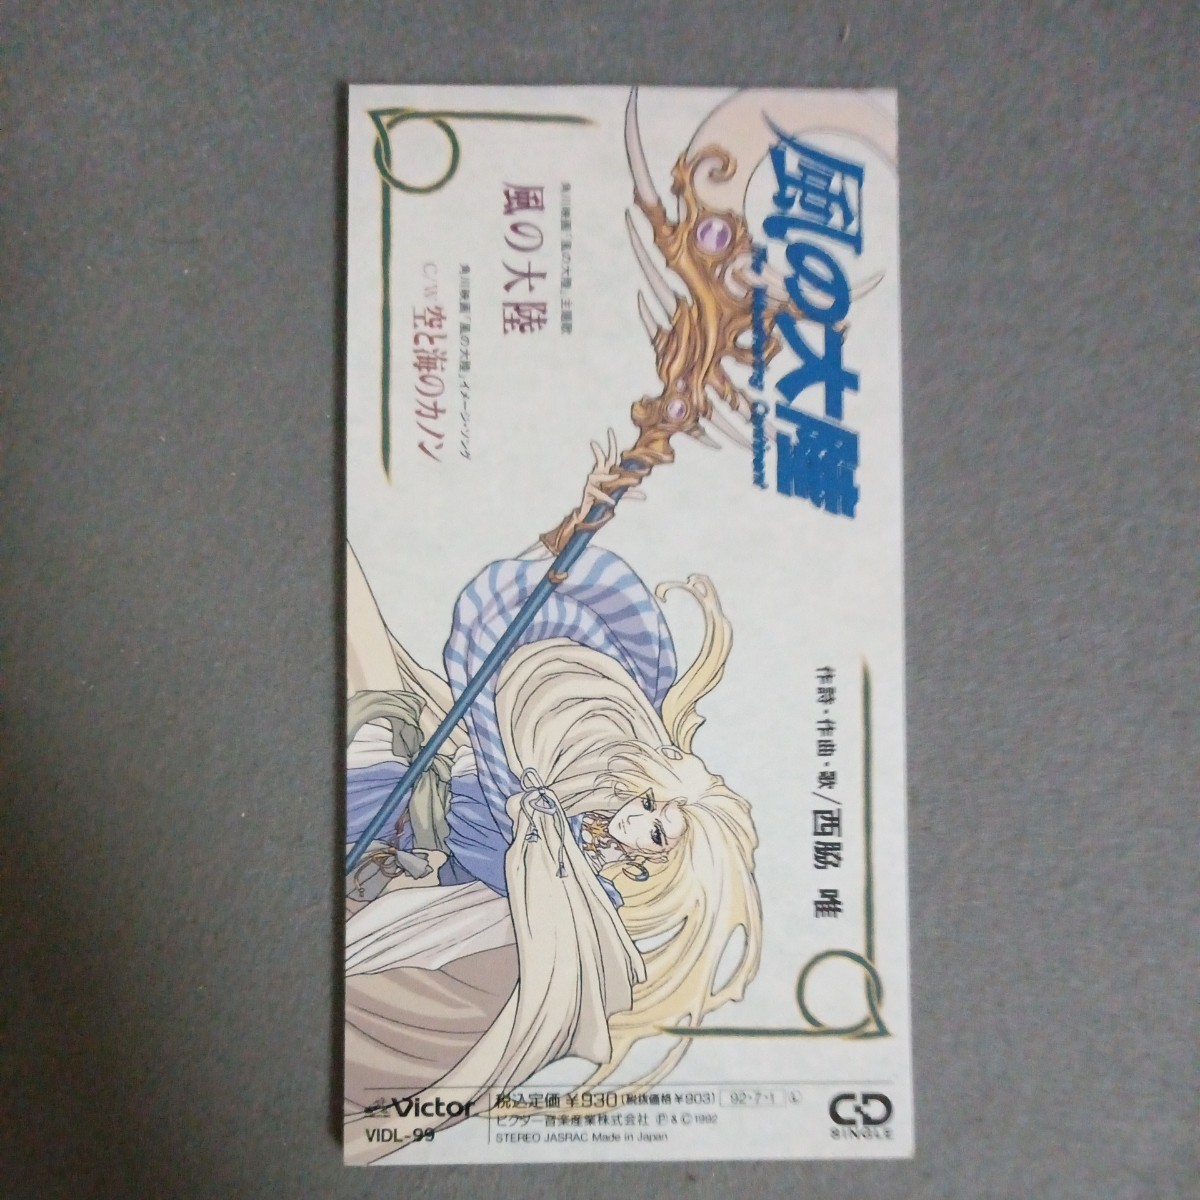 風の大陸
The Weathering Continent
角川映画「風の大陸」主題歌
風の大陸
角川映画「風の大陸」イメージ・ソング
C/W 空と海のカノン
作詩・作曲・歌/西脇 唯
Victor
VIDL-99
税込定価￥930(税抜価格￥903) 92・7・1 Ⓛ
ビクター音楽産業株式会社 Ⓟ&Ⓒ1992
STEREO JASRAC Made in Japan
CD
SINGLE